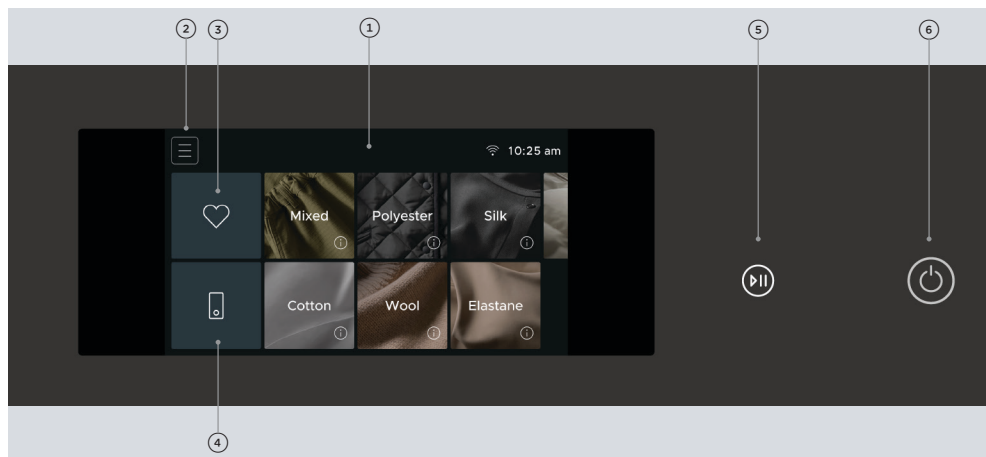 2 3 1 5 6
10:25 am
Mixed Polyester Silk
Cotton Wool Elastane
4